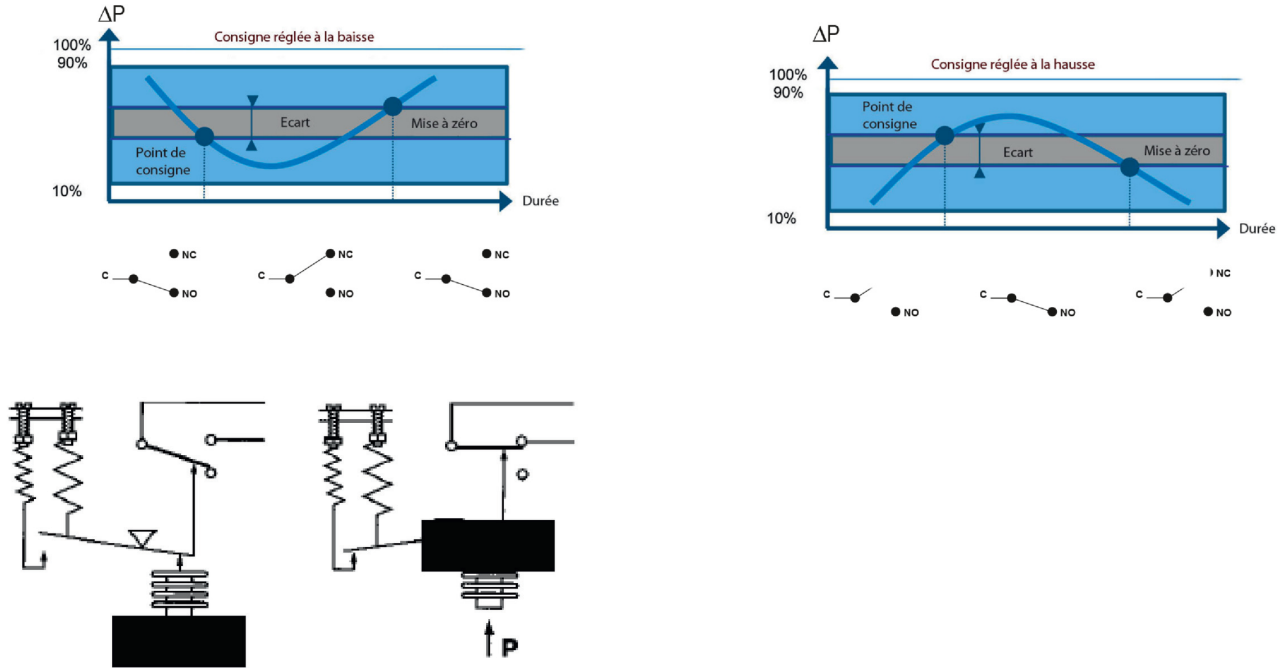 ΔP
Consigne réglée à la baisse
100%
90%
Ecart
Mise à zéro
Point de
consigne
10%
Durée
NC
C
NO
NC
C
NO
NC
C
NO
ΔP
Consigne réglée à la hausse
100%
90%
Point de
consigne
Ecart
Mise à zéro
10%
Durée
C
NO
C
NO
NC
C
NO
P